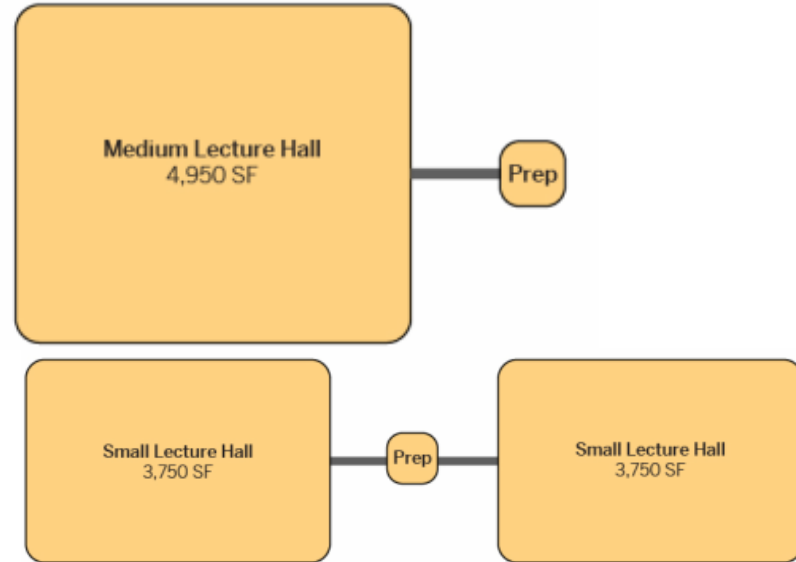 Medium Lecture Hall
4,950 SF
Prep
Small Lecture Hall
3,750 SF
Prep
Small Lecture Hall
3,750 SF